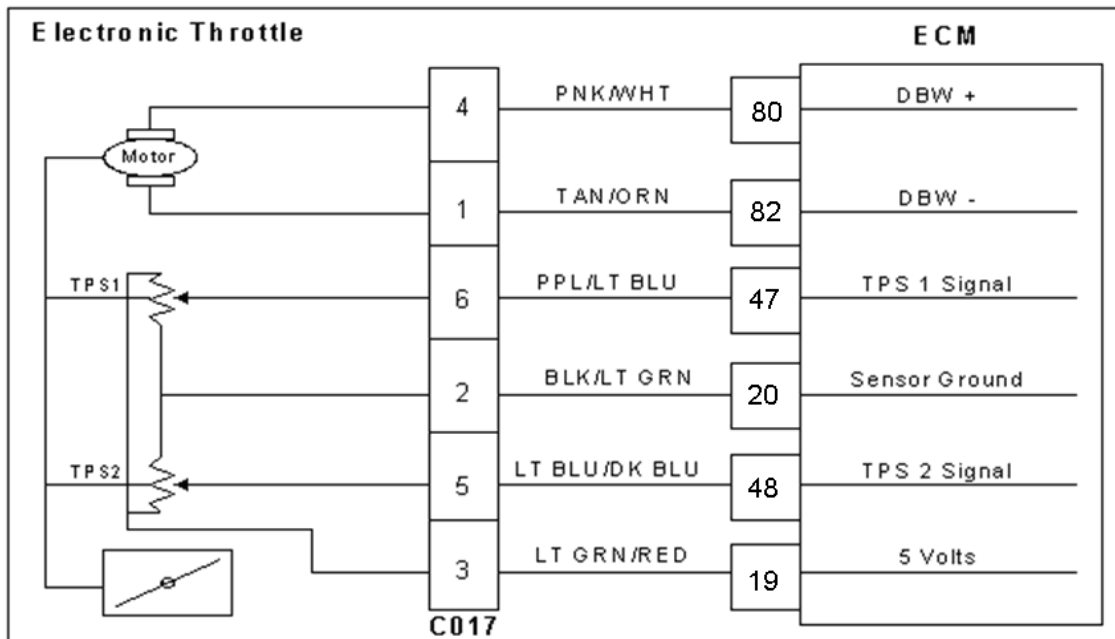 Electronic Throttle
ECM
4 PNK/WHT 80 DBW +
Motor
1 TAN/ORN 82 DBW -
TPS1 6 PPL/LT BLU 47 TPS 1 Signal
2 BLK/LT GRN 20 Sensor Ground
TPS2 5 LT BLU/DK BLU 48 TPS 2 Signal
3 LT GRN/RED 19 5 Volts
C017